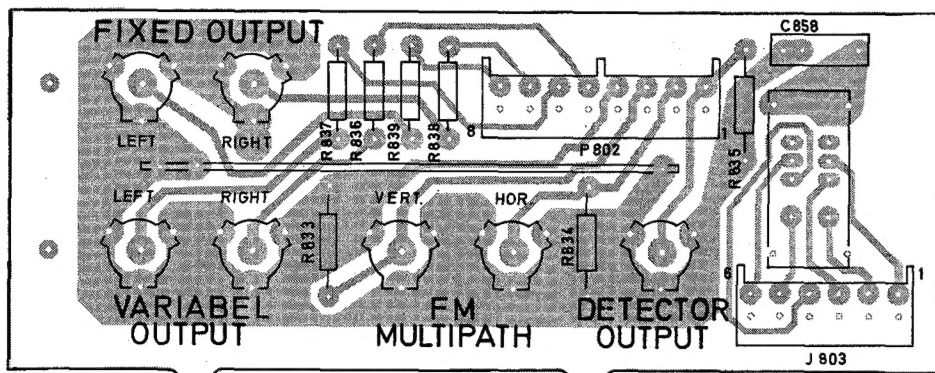 FIXED OUTPUT
C858
R837
R836
R839
R838
8
P802
1
R835
LEFT
RIGHT
LEFT
RIGHT
VERT.
HOR.
R833
R834
6
1
VARIABEL
OUTPUT
FM
MULTIPATH
DETECTOR
OUTPUT
J803